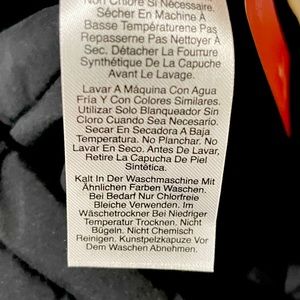 Non Chloré Si Nécessaire.
Sécher En Machine À
Basse Températurene Pas
Repasserne Pas Nettoyer À
Sec. Détacher La Fourrure
Synthétique De La Capuche
Avant Le Lavage.
Lavar A Máquina Con Agua
Fría Y Con Colores Similares.
Utilizar Solo Blanqueador Sin
Cloro Cuando Sea Necesario.
Secar En Secadora A Baja
Temperatura. No Planchar. No
Lavar En Seco. Antes De Lavar,
Retire La Capucha De Piel
Sintética.
Kalt In Der Waschmaschine Mit
Ähnlichen Farben Waschen.
Bei Bedarf Nur Chlorfreie
Bleiche Verwenden. Im
Wäschetrockner Bei Niedriger
Temperatur Trocknen. Nicht
Bügeln. Nicht Chemisch
Reinigen. Kunstpelzkapuze Vor
Dem Waschen Abnehmen.